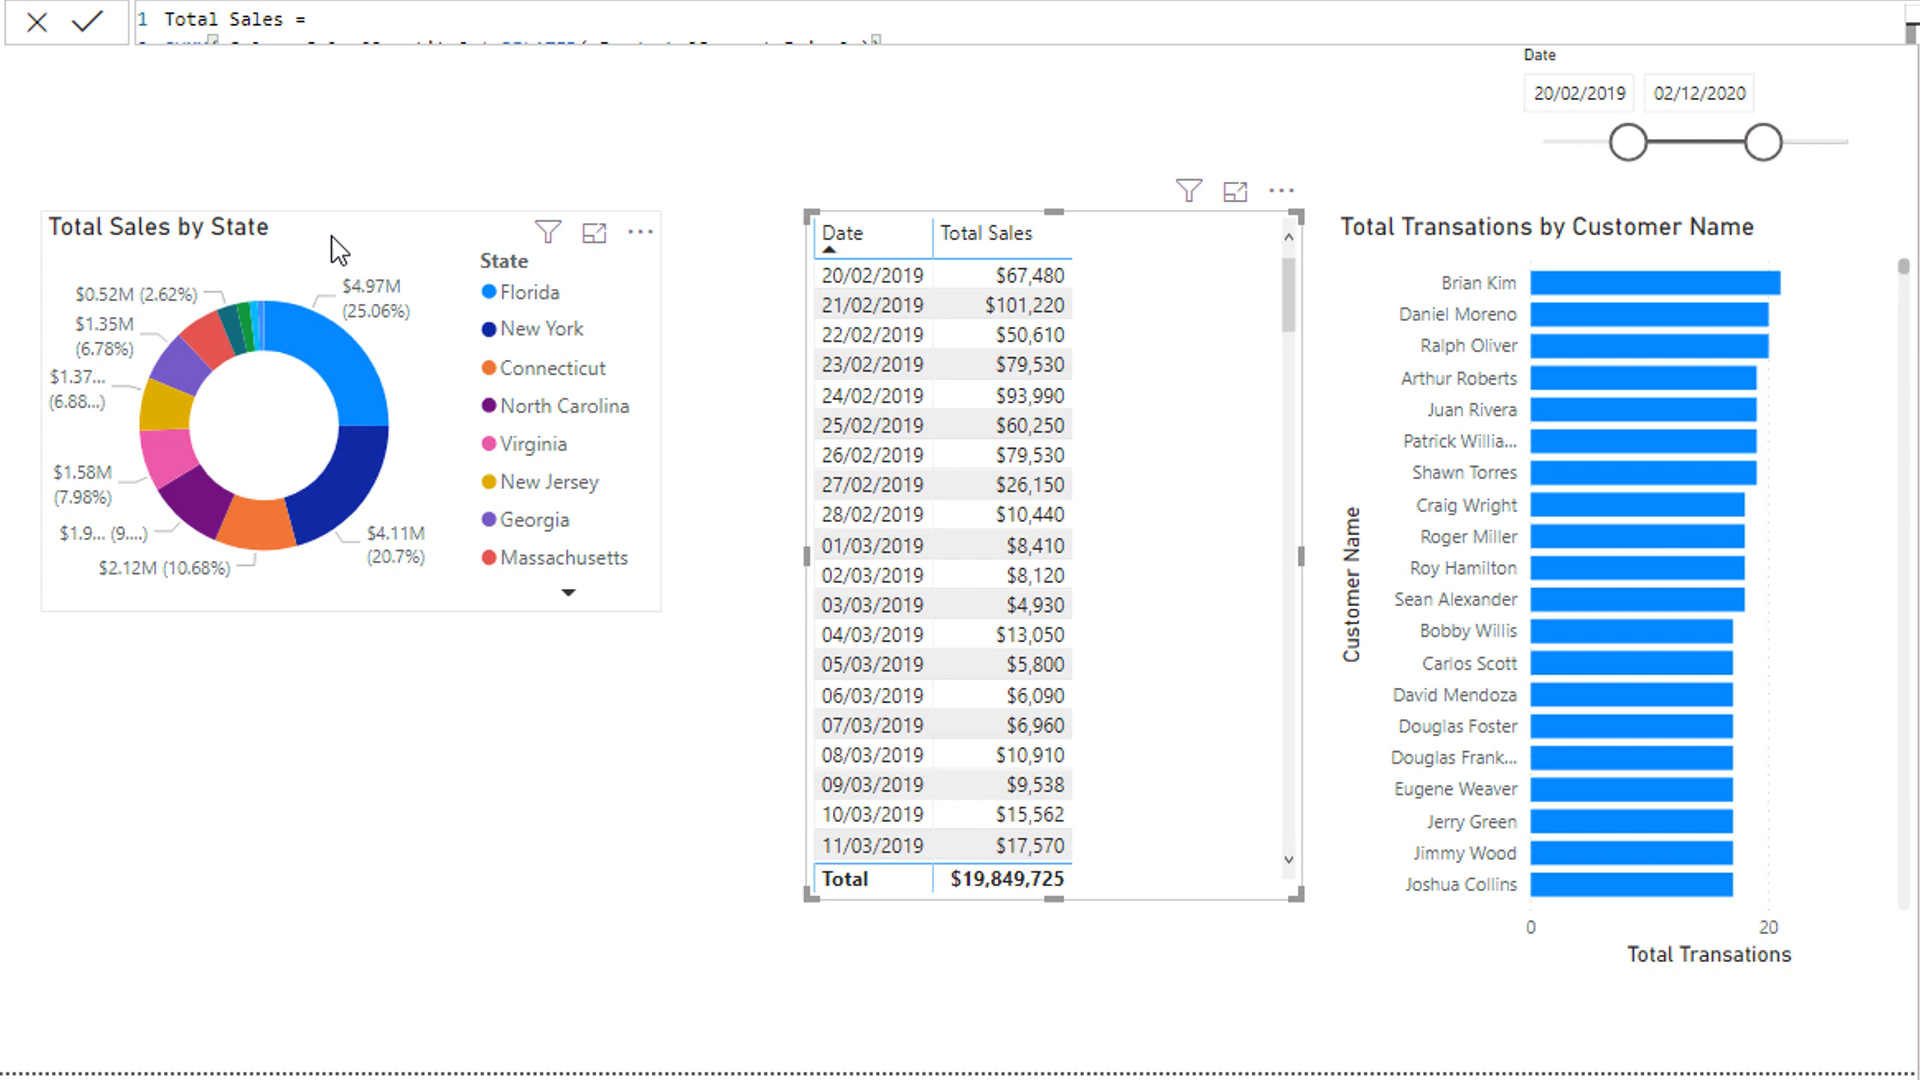 1 Total Sales =
Date
20/02/2019 02/12/2020
Total Sales by State
$4.97M
(25.06%)
$4.11M
(20.7%)
$2.12M (10.68%)
$1.9... (9....)
$1.58M
(7.98%)
$1.37...
(6.88...)
$1.35M
(6.78%)
$0.52M (2.62%)
State
Florida
New York
Connecticut
North Carolina
Virginia
New Jersey
Georgia
Massachusetts
Date Total Sales
20/02/2019 $67,480
21/02/2019 $101,220
22/02/2019 $50,610
23/02/2019 $79,530
24/02/2019 $93,990
25/02/2019 $60,250
26/02/2019 $79,530
27/02/2019 $26,150
28/02/2019 $10,440
01/03/2019 $8,410
02/03/2019 $8,120
03/03/2019 $4,930
04/03/2019 $13,050
05/03/2019 $5,800
06/03/2019 $6,090
07/03/2019 $6,960
08/03/2019 $10,910
09/03/2019 $9,538
10/03/2019 $15,562
11/03/2019 $17,570
Total $19,849,725
Total Transations by Customer Name
Customer Name
Brian Kim
Daniel Moreno
Ralph Oliver
Arthur Roberts
Juan Rivera
Patrick Willia...
Shawn Torres
Craig Wright
Roger Miller
Roy Hamilton
Sean Alexander
Bobby Willis
Carlos Scott
David Mendoza
Douglas Foster
Douglas Frank...
Eugene Weaver
Jerry Green
Jimmy Wood
Joshua Collins
0 20
Total Transations